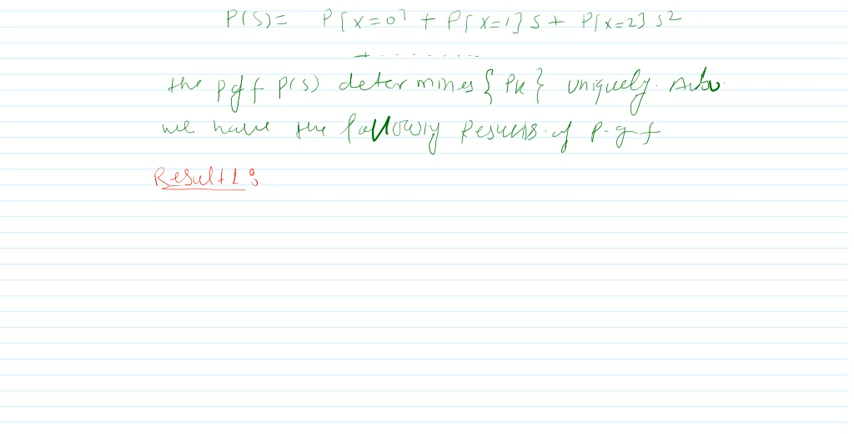 P(S) = P[X=0] + P[X=1] S + P[X=2] S²
+ ........
the pgf P(S) determines {Pk} uniquely. Also
we have the following Results of P.g.f
Result 1: